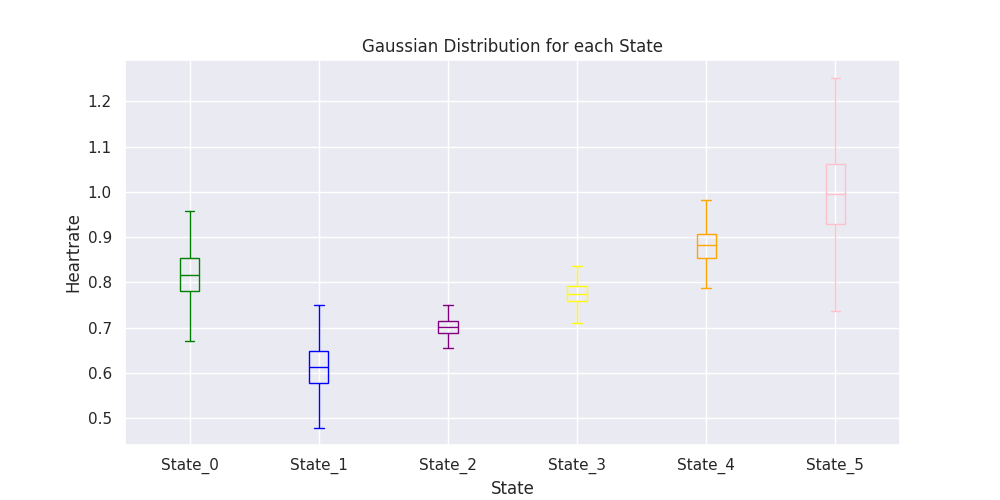 Gaussian Distribution for each State
1.2
1.1
1.0
0.9
0.8
0.7
0.6
0.5
Heartrate
State_0 State_1 State_2 State_3 State_4 State_5
State